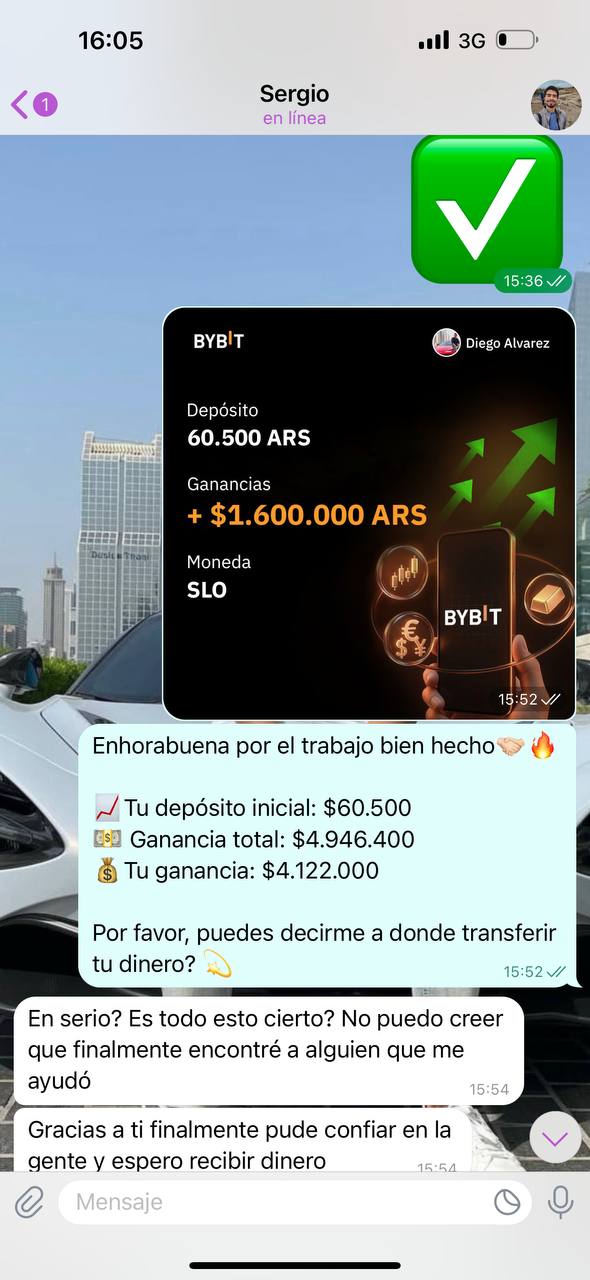 16:05
3G
1
Sergio
en línea
15:36
BYBIT
Diego Alvarez
Depósito
60.500 ARS
Ganancias
+ $1.600.000 ARS
Moneda
SLO
BYBIT
€
$ ¥
15:52
Enhorabuena por el trabajo bien hecho🤝🏻🔥
📈Tu depósito inicial: $60.500
💵 Ganancia total: $4.946.400
💰Tu ganancia: $4.122.000
Por favor, puedes decirme a donde transferir
tu dinero? 💫
15:52
En serio? Es todo esto cierto? No puedo creer
que finalmente encontré a alguien que me
ayudó
15:54
Gracias a ti finalmente pude confiar en la
gente y espero recibir dinero
15:54
Mensaje